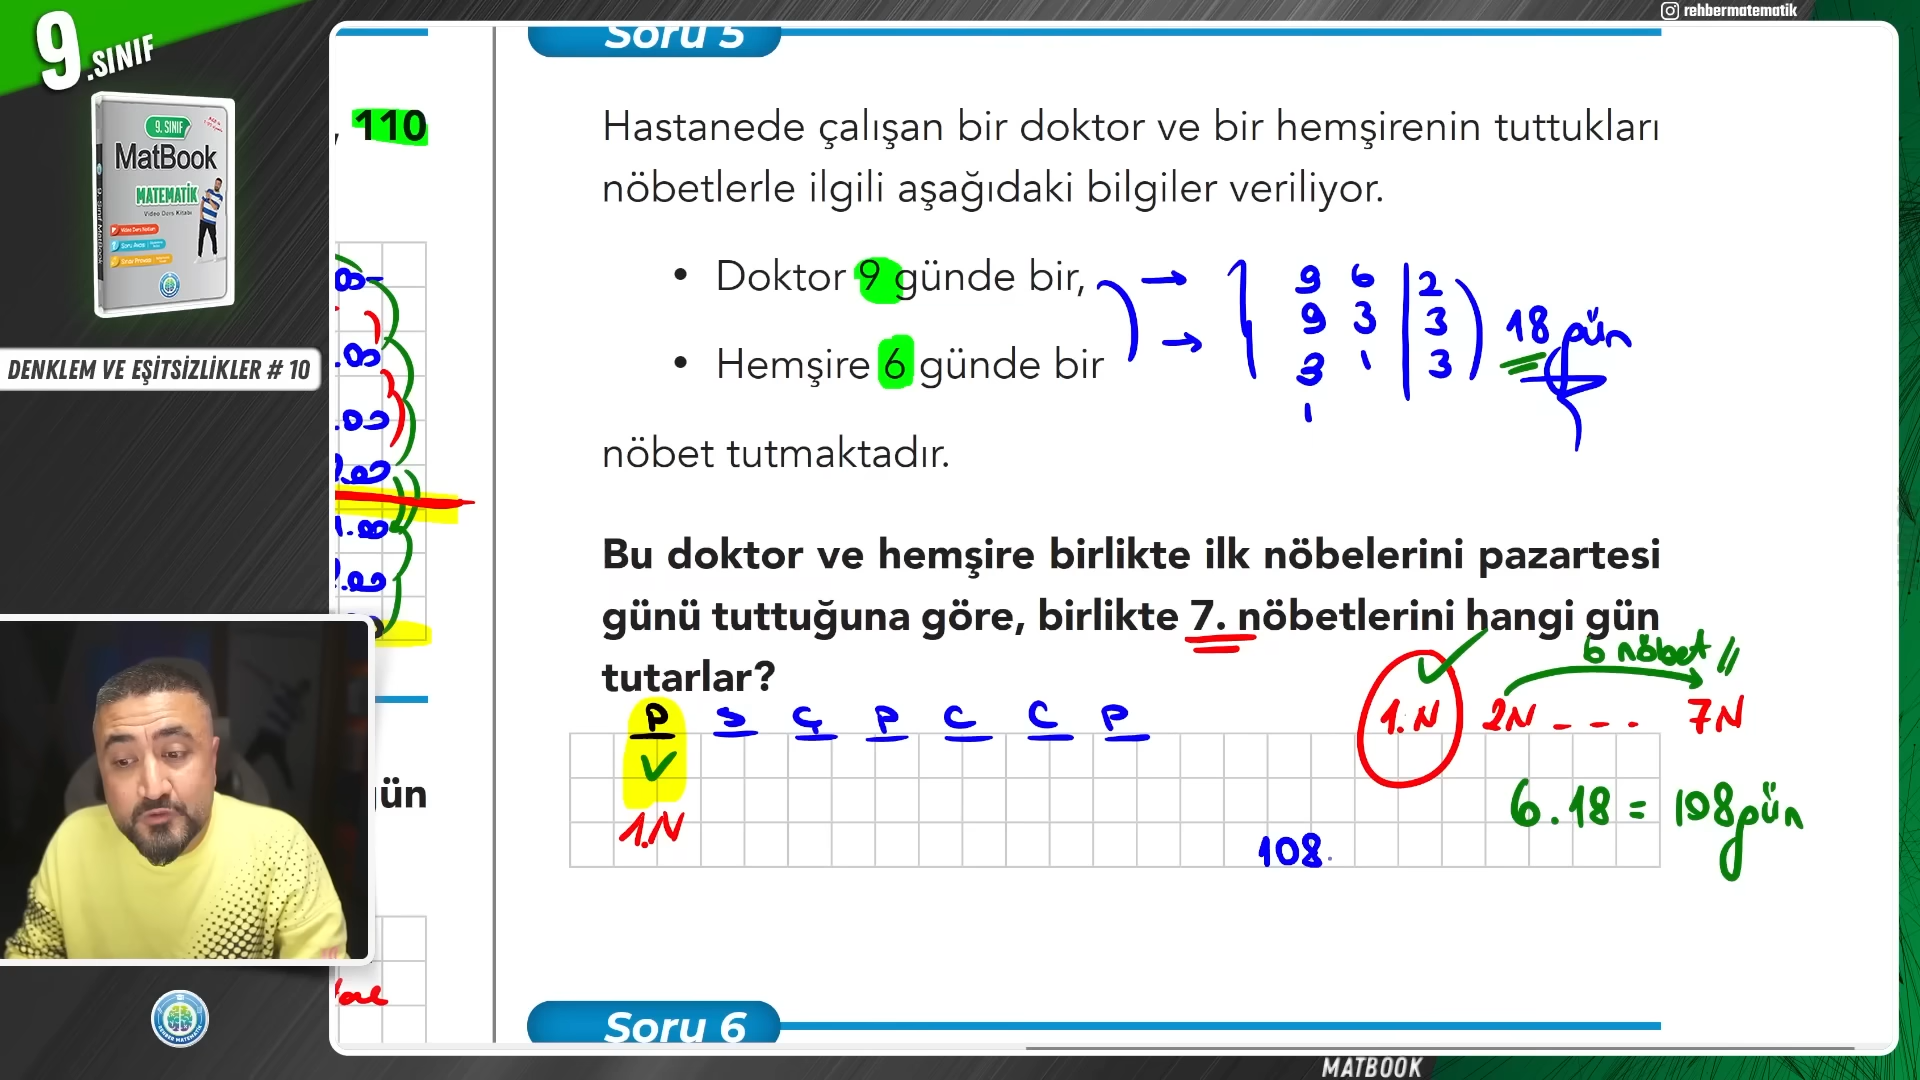 rehbermatematik
9.SINIF
9. SINIF
MatBook
MATEMATİK
Video Ders Kitabı
DENKLEM VE EŞİTSİZLİKLER # 10
, 110
ün
Soru 5
Hastanede çalışan bir doktor ve bir hemşirenin tuttukları
nöbetlerle ilgili aşağıdaki bilgiler veriliyor.
• Doktor 9 günde bir,
• Hemşire 6 günde bir
nöbet tutmaktadır.
9 6 2
9 3 3
3 1 3
1
18 gün
Bu doktor ve hemşire birlikte ilk nöbelerini pazartesi
günü tuttuğuna göre, birlikte 7. nöbetlerini hangi gün
tutarlar?
6 nöbet
P S Ç P C C P
1.N 2N - - - 7N
1.N
6.18 = 108 gün
108
Soru 6
MATBOOK